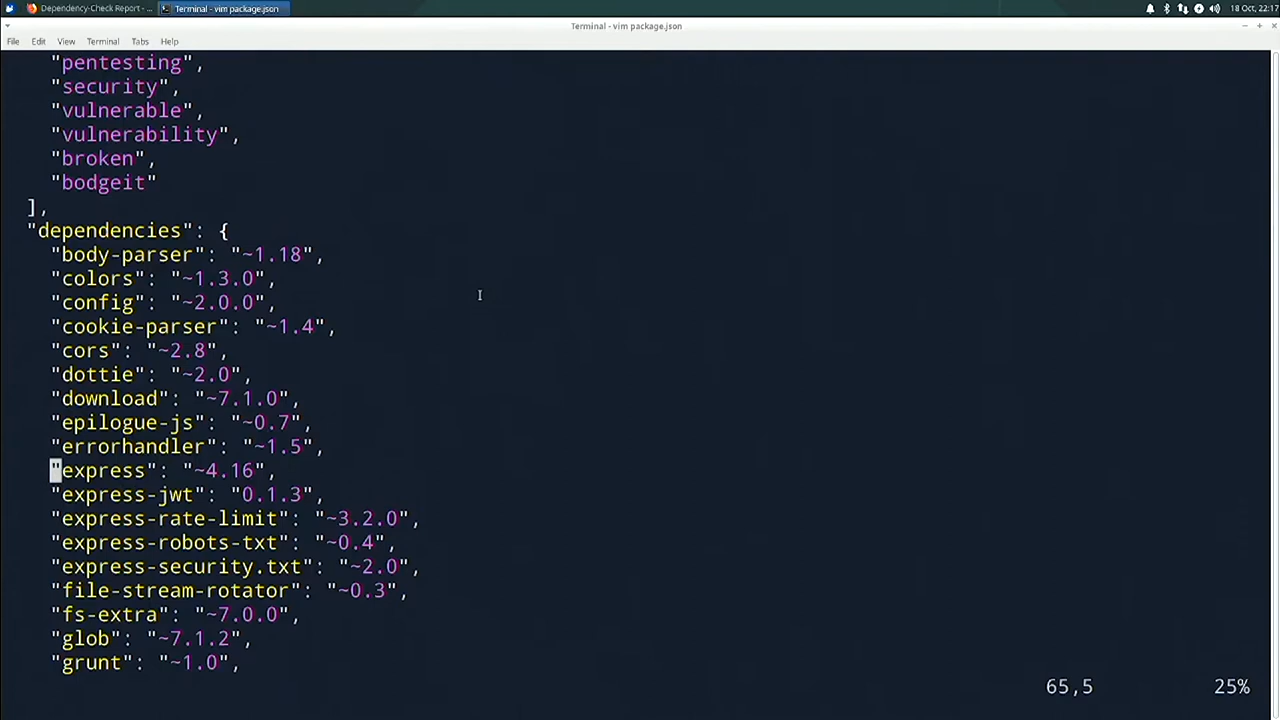 Dependency-Check Report - ...
Terminal - vim package.json
18 Oct, 22:17
Terminal - vim package.json
File Edit View Terminal Tabs Help
"pentesting",
"security",
"vulnerable",
"vulnerability",
"broken",
"bodgeit"
],
"dependencies": {
"body-parser": "~1.18",
"colors": "~1.3.0",
"config": "~2.0.0",
"cookie-parser": "~1.4",
"cors": "~2.8",
"dottie": "~2.0",
"download": "~7.1.0",
"epilogue-js": "~0.7",
"errorhandler": "~1.5",
"express": "~4.16",
"express-jwt": "0.1.3",
"express-rate-limit": "~3.2.0",
"express-robots-txt": "~0.4",
"express-security.txt": "~2.0",
"file-stream-rotator": "~0.3",
"fs-extra": "~7.0.0",
"glob": "~7.1.2",
"grunt": "~1.0",
65,5 25%